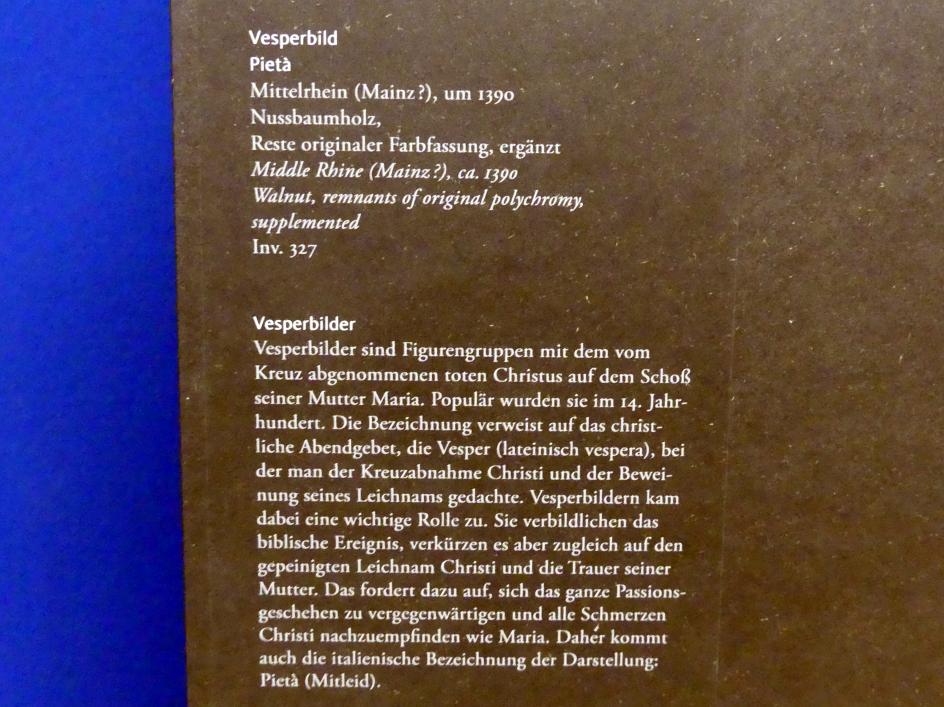 Vesperbild
Pietà
Mittelrhein (Mainz?), um 1390
Nussbaumholz,
Reste originaler Farbfassung, ergänzt
Middle Rhine (Mainz?), ca. 1390
Walnut, remnants of original polychromy,
supplemented
Inv. 327
Vesperbilder
Vesperbilder sind Figurengruppen mit dem vom
Kreuz abgenommenen toten Christus auf dem Schoß
seiner Mutter Maria. Populär wurden sie im 14. Jahr-
hundert. Die Bezeichnung verweist auf das christ-
liche Abendgebet, die Vesper (lateinisch vespera), bei
der man der Kreuzabnahme Christi und der Bewei-
nung seines Leichnams gedachte. Vesperbildern kam
dabei eine wichtige Rolle zu. Sie verbildlichen das
biblische Ereignis, verkürzen es aber zugleich auf den
gepeinigten Leichnam Christi und die Trauer seiner
Mutter. Das fordert dazu auf, sich das ganze Passions-
geschehen zu vergegenwärtigen und alle Schmerzen
Christi nachzuempfinden wie Maria. Daher kommt
auch die italienische Bezeichnung der Darstellung:
Pietà (Mitleid).